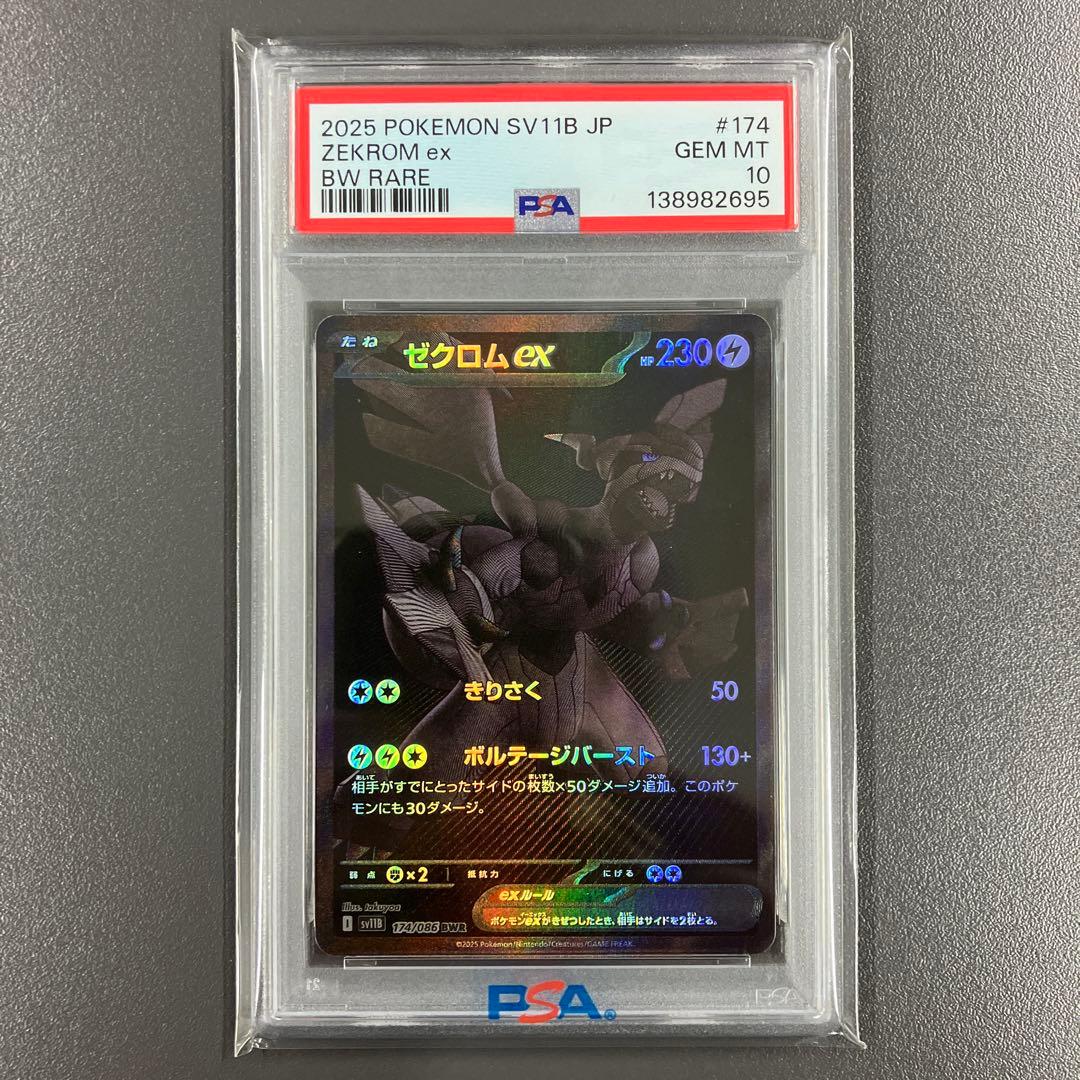 2025 POKEMON SV11B JP #174
ZEKROM ex GEM MT
BW RARE 10
PSA 138982695
たね ゼクロムex HP 230
きりさく 50
ボルテージバースト 130+
相手がすでにとったサイドの枚数×50ダメージ追加。このポケ
モンにも30ダメージ。
弱点 ×2 抵抗力 にげる
exルール
ポケモンexがきぜつしたとき、相手はサイドを2枚とる。
Illus. takuyoa
I sv11B 174/086 BWR
©2025 Pokémon/Nintendo/Creatures/GAME FREAK.
PSA®
PSA